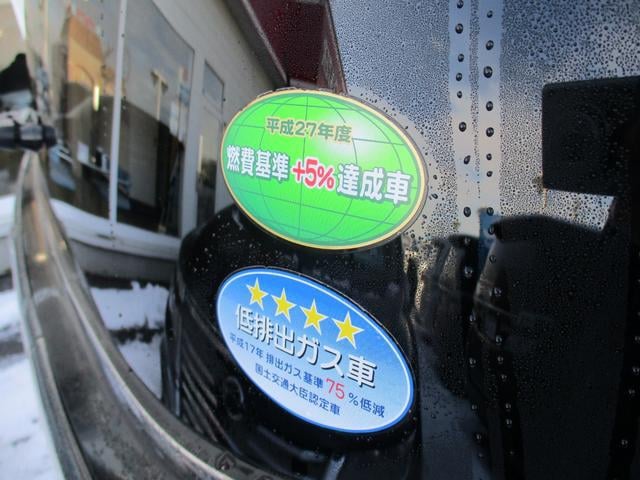 平成27年度
燃費基準+5%達成車
低排出ガス車
平成17年 排出ガス基準75%低減
国土交通大臣認定車